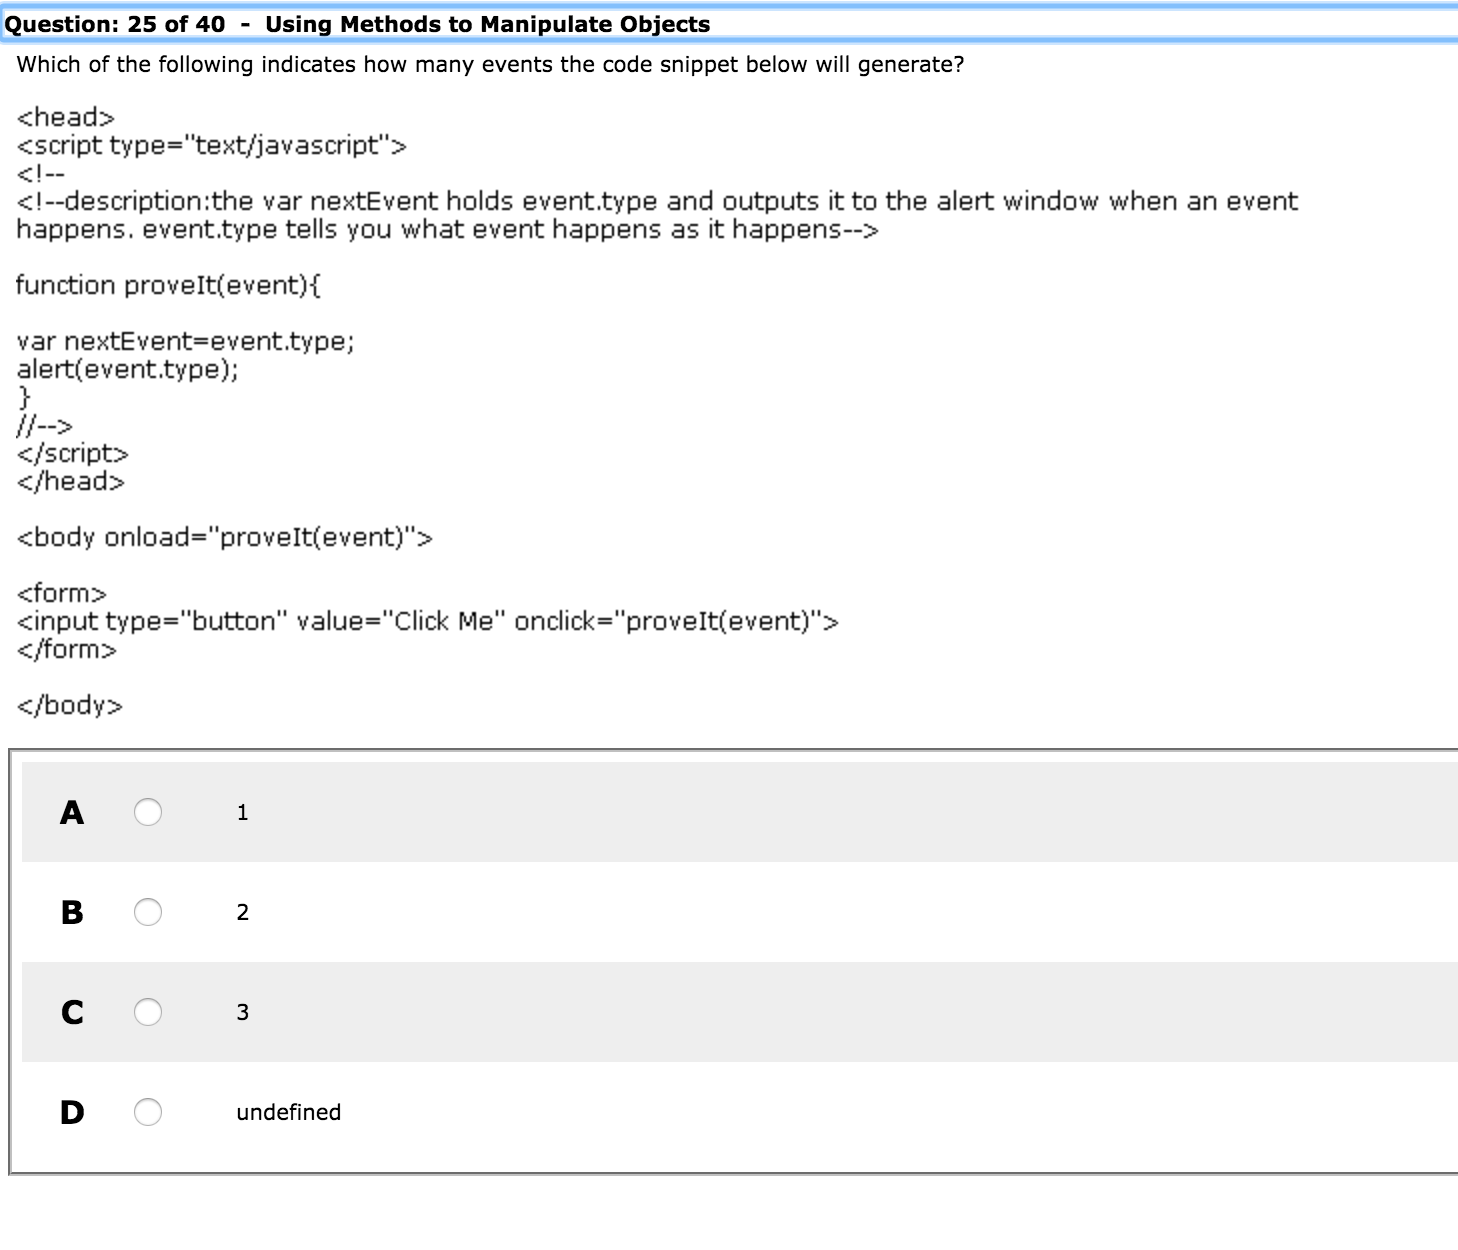 Question: 25 of 40 - Using Methods to Manipulate Objects
Which of the following indicates how many events the code snippet below will generate?
<head>
<script type="text/javascript">
<!--
<!--description:the var nextEvent holds event.type and outputs it to the alert window when an event
happens. event.type tells you what event happens as it happens-->
function proveIt(event){
var nextEvent=event.type;
alert(event.type);
}
//-->
</script>
</head>
<body onload="proveIt(event)">
<form>
<input type="button" value="Click Me" onclick="proveIt(event)">
</form>
</body>
A 1
B 2
C 3
D undefined